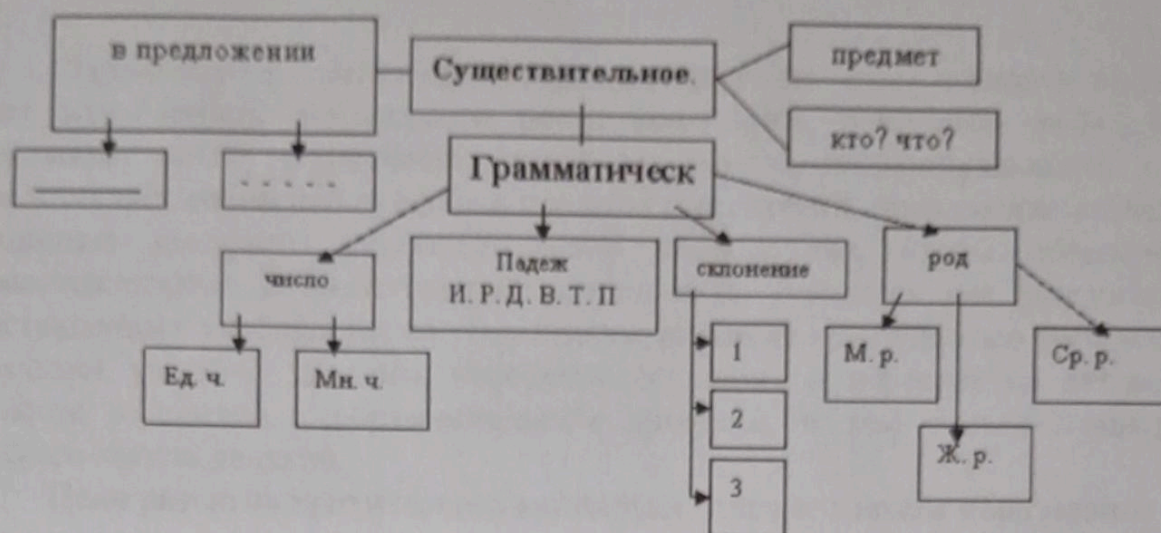 в предложении
Существительное.
предмет
кто? что?
Грамматическ
число
Падеж
И. Р. Д. В. Т. П
склонение
род
Ед. ч.
Мн. ч.
1
2
3
М. р.
Ж. р.
Ср. р.